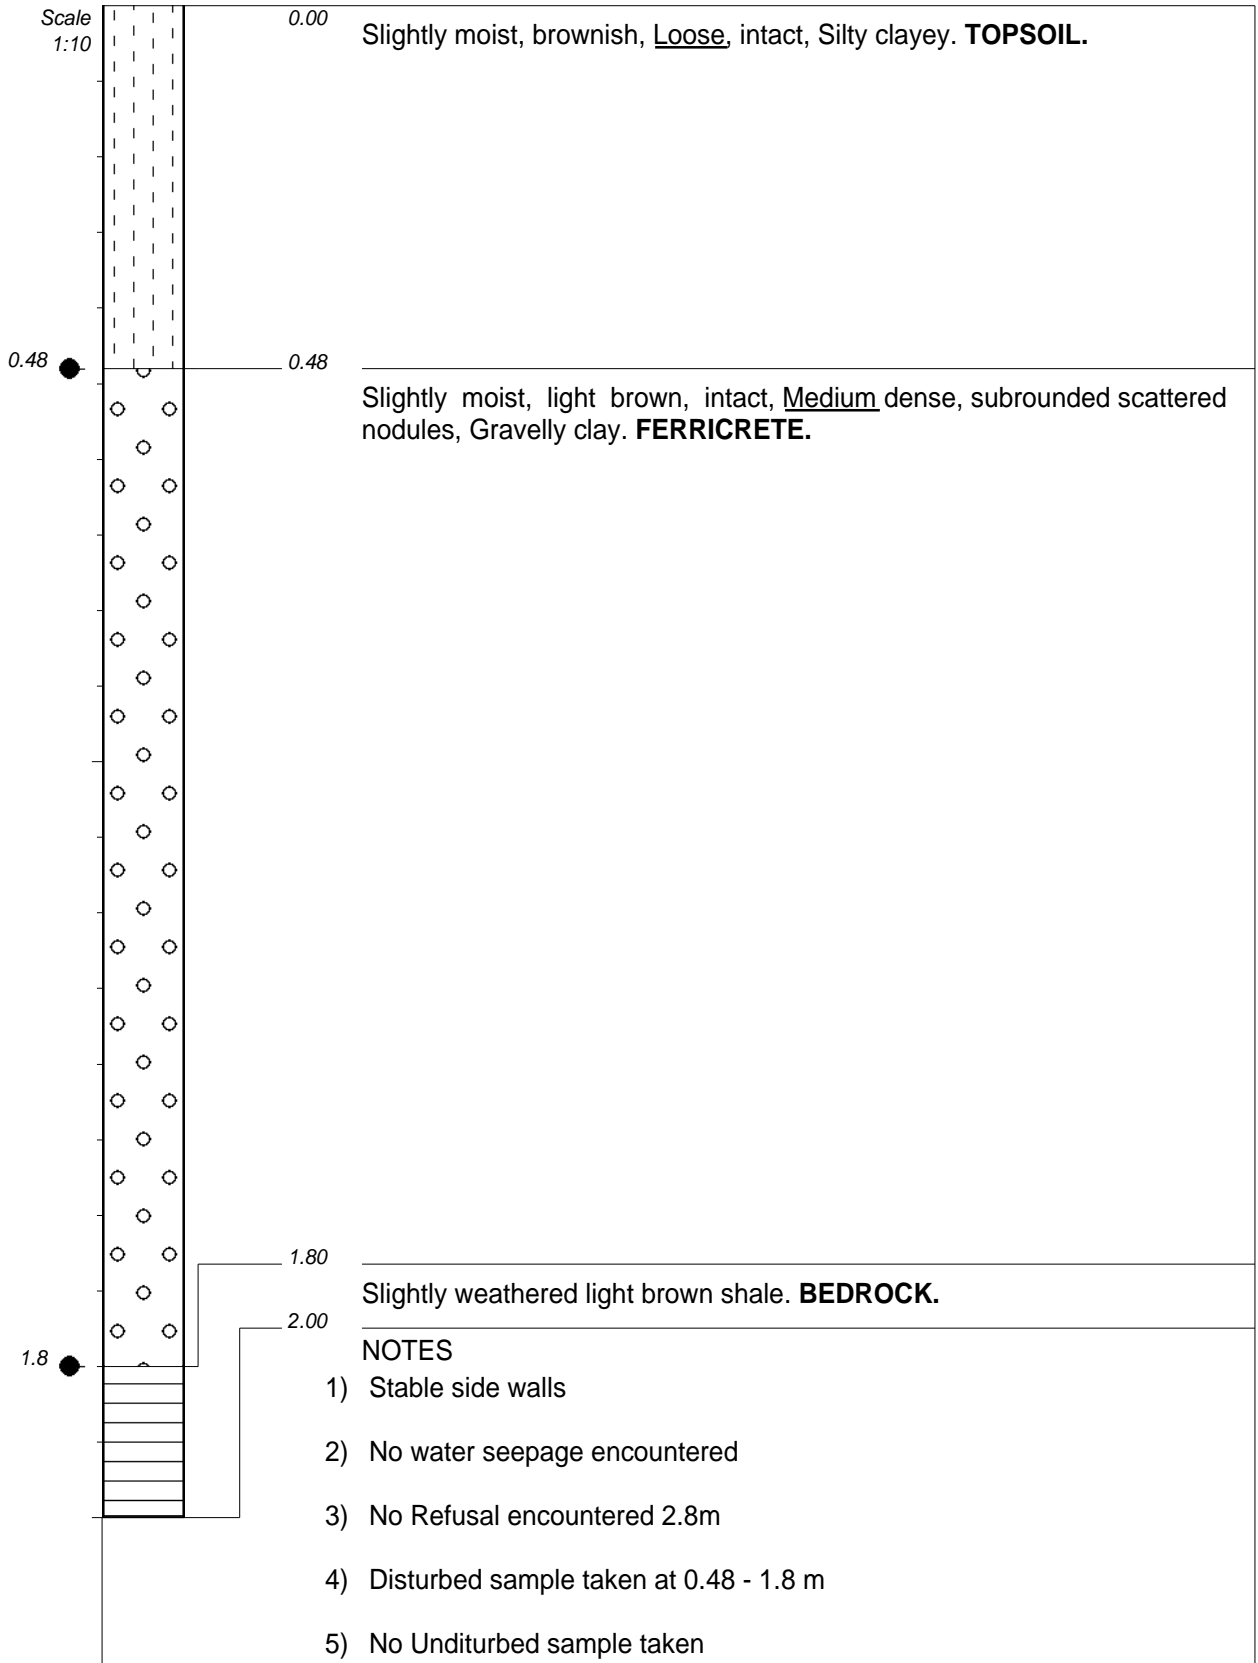 Scale
1:10
0.00
Slightly moist, brownish, Loose, intact, Silty clayey. TOPSOIL.
0.48
0.48
Slightly moist, light brown, intact, Medium dense, subrounded scattered
nodules, Gravelly clay. FERRICRETE.
1.80
Slightly weathered light brown shale. BEDROCK.
2.00
1.8
NOTES
1) Stable side walls
2) No water seepage encountered
3) No Refusal encountered 2.8m
4) Disturbed sample taken at 0.48 - 1.8 m
5) No Unditurbed sample taken